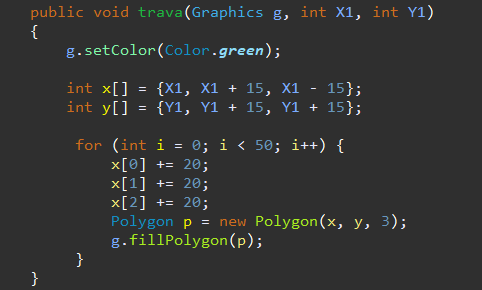 public void trava(Graphics g, int X1, int Y1)
{
g.setColor(Color.green);
int x[] = {X1, X1 + 15, X1 - 15};
int y[] = {Y1, Y1 + 15, Y1 + 15};
for (int i = 0; i < 50; i++) {
x[0] += 20;
x[1] += 20;
x[2] += 20;
Polygon p = new Polygon(x, y, 3);
g.fillPolygon(p);
}
}